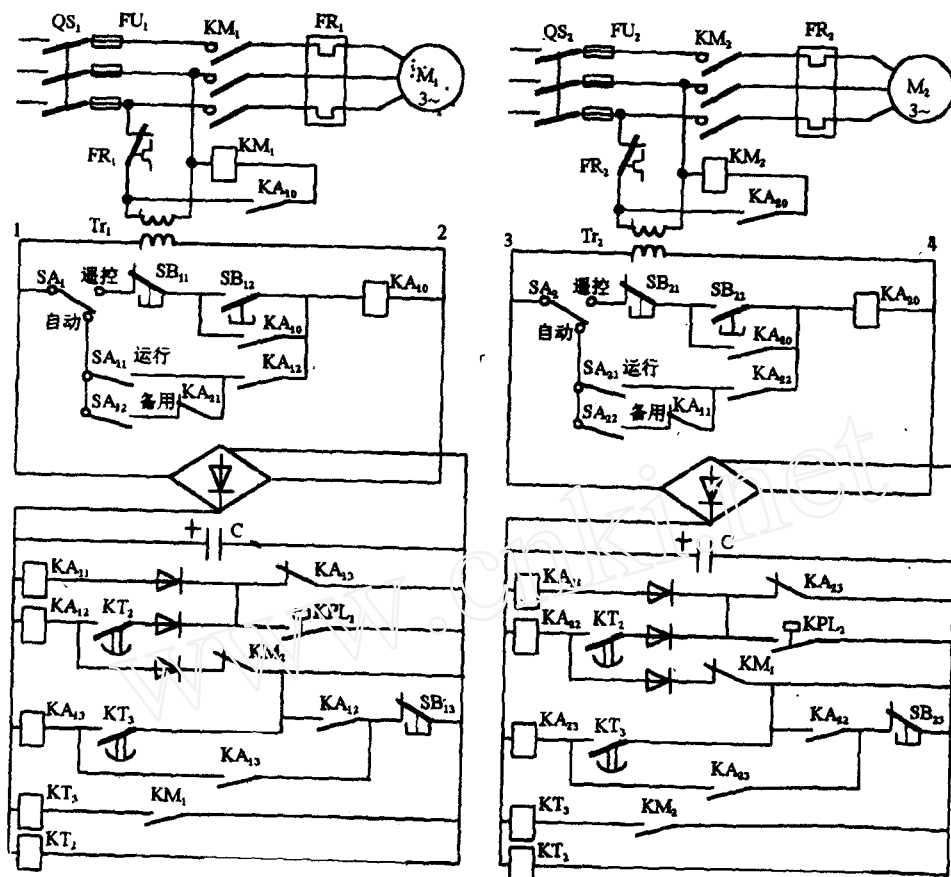 QS₁ FU₁ KM₁ FR₁
M₁
3~
FR₁ KM₁
KA₁₀
1 Tr₁ 2
SA₁ 遥控 SB₁₁ SB₁₂ KA₁₀
自动 KA₁₀
SA₁₁ 运行 KA₁₂
SA₁₂ 备用 KA₂₁
+ C
KA₁₁ KA₁₃
KA₁₂ KT₂ KPL₁
KM₂
KA₁₃ KT₃ KA₁₂ SB₁₃
KA₁₃
KT₃ KM₁
KT₂
QS₂ FU₂ KM₂ FR₂
M₂
3~
FR₂ KM₂
KA₂₀
3 Tr₂ 4
SA₂ 遥控 SB₂₁ SB₂₂ KA₂₀
自动 KA₂₀
SA₂₁ 运行 KA₂₂
SA₂₂ 备用 KA₁₁
+ C
KA₂₁ KA₂₃
KA₂₂ KT₂ KPL₂
KM₁
KA₂₃ KT₃ KA₂₂ SB₂₃
KA₂₃
KT₃ KM₂
KT₂
www.cnki.net